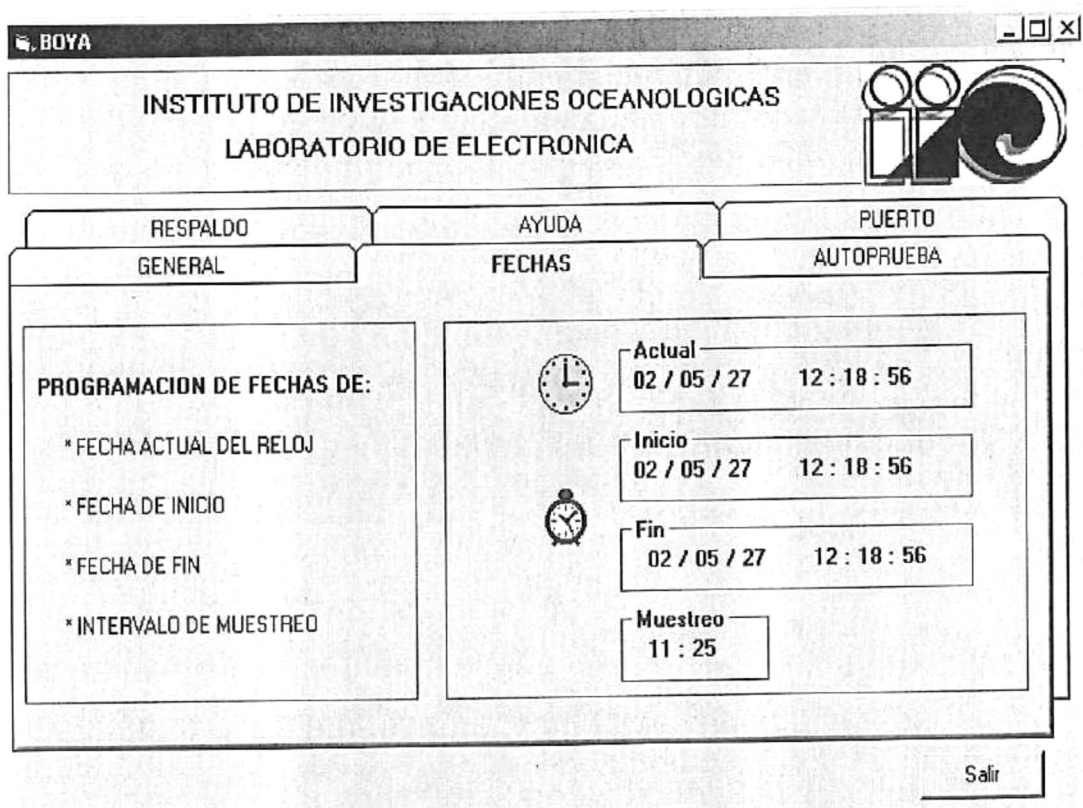 BOYA
INSTITUTO DE INVESTIGACIONES OCEANOLOGICAS
LABORATORIO DE ELECTRONICA
RESPALDO AYUDA PUERTO
GENERAL FECHAS AUTOPRUEBA
PROGRAMACION DE FECHAS DE:
* FECHA ACTUAL DEL RELOJ
* FECHA DE INICIO
* FECHA DE FIN
* INTERVALO DE MUESTREO
Actual
02 / 05 / 27 12 : 18 : 56
Inicio
02 / 05 / 27 12 : 18 : 56
Fin
02 / 05 / 27 12 : 18 : 56
Muestreo
11 : 25
Salir